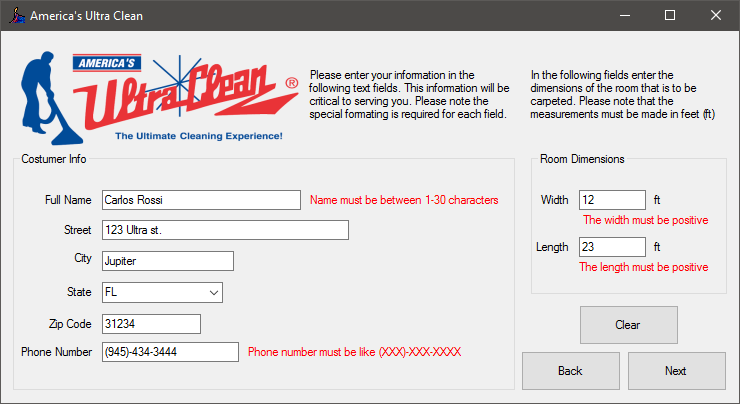 America's Ultra Clean
AMERICA'S
Ultra Clean®
The Ultimate Cleaning Experience!
Please enter your information in the
following text fields. This information will be
critical to serving you. Please note the
special formating is required for each field.
In the following fields enter the
dimensions of the room that is to be
carpeted. Please note that the
measurements must be made in feet (ft)
Costumer Info
Full Name Carlos Rossi Name must be between 1-30 characters
Street 123 Ultra st.
City Jupiter
State FL
Zip Code 31234
Phone Number (945)-434-3444 Phone number must be like (XXX)-XXX-XXXX
Room Dimensions
Width 12 ft
The width must be positive
Length 23 ft
The length must be positive
Clear
Back Next